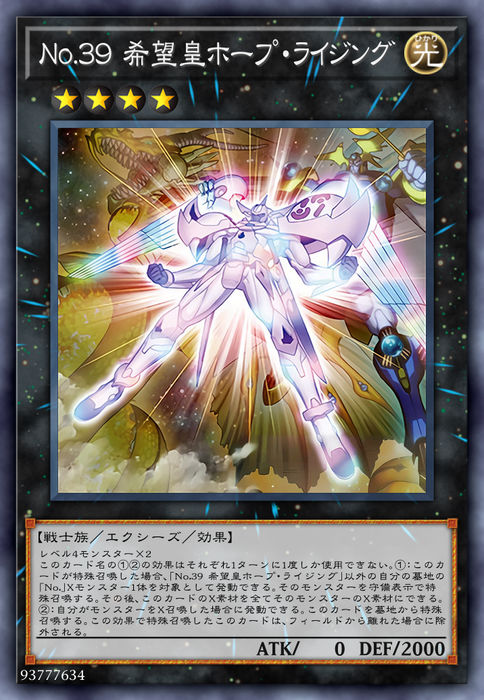 No.39 希望皇ホープ・ライジング
ひかり
光
39
【戦士族／エクシーズ／効果】
レベル4モンスター×2
このカード名の①②の効果はそれぞれ1ターンに1度しか使用できない。①：このカ
ードが特殊召喚した場合、「No.39 希望皇ホープ・ライジング」以外の自分の墓地の
「No.」Xモンスター1体を対象として発動できる。そのモンスターを守備表示で特
殊召喚する。その後、このカードのX素材を全てそのモンスターのX素材にできる。
②：自分がモンスターをX召喚した場合に発動できる。このカードを墓地から特殊
召喚する。この効果で特殊召喚したこのカードは、フィールドから離れた場合に除
外される。
ATK/ 0 DEF/2000
93777634